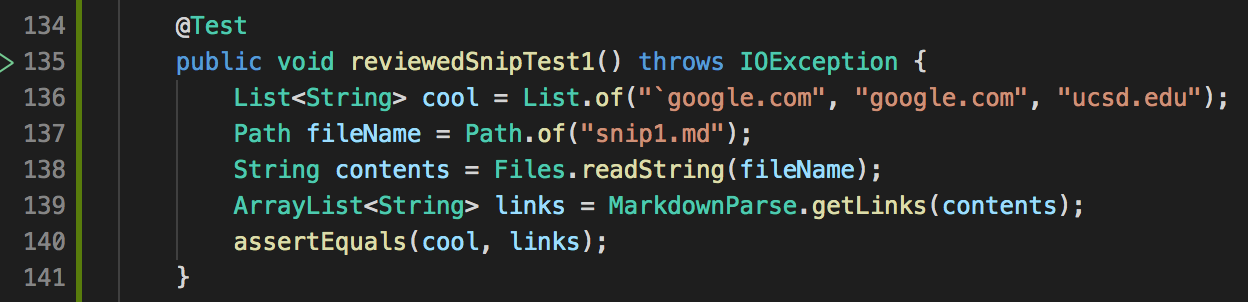 134 @Test
135 public void reviewedSnipTest1() throws IOException {
136 List<String> cool = List.of("`google.com", "google.com", "ucsd.edu");
137 Path fileName = Path.of("snip1.md");
138 String contents = Files.readString(fileName);
139 ArrayList<String> links = MarkdownParse.getLinks(contents);
140 assertEquals(cool, links);
141 }